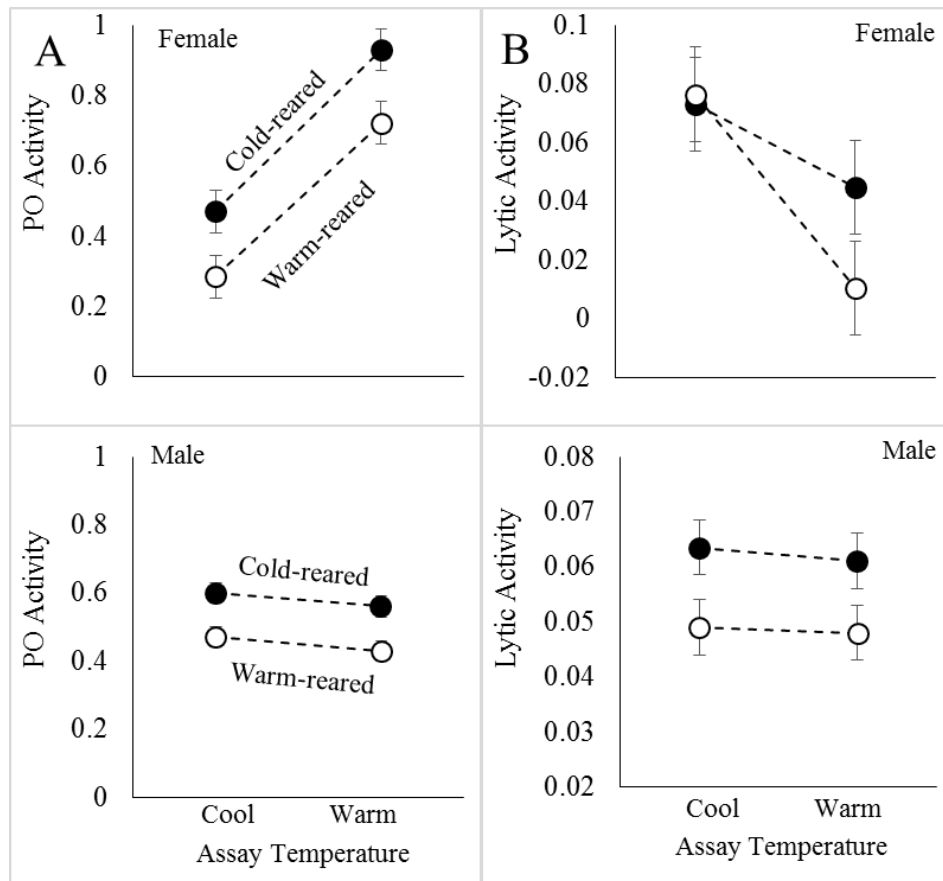 A
Female
PO Activity
1
0.8
0.6
0.4
0.2
0
Cold-reared
Warm-reared
B
Female
Lytic Activity
0.1
0.08
0.06
0.04
0.02
0
-0.02
Male
PO Activity
1
0.8
0.6
0.4
0.2
0
Cold-reared
Warm-reared
Cool
Warm
Assay Temperature
Male
Lytic Activity
0.08
0.07
0.06
0.05
0.04
0.03
0.02
Cool
Warm
Assay Temperature